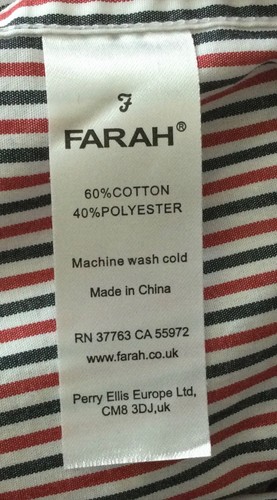 F
FARAH®
60%COTTON
40%POLYESTER
Machine wash cold
Made in China
RN 37763 CA 55972
www.farah.co.uk
Perry Ellis Europe Ltd,
CM8 3DJ,uk